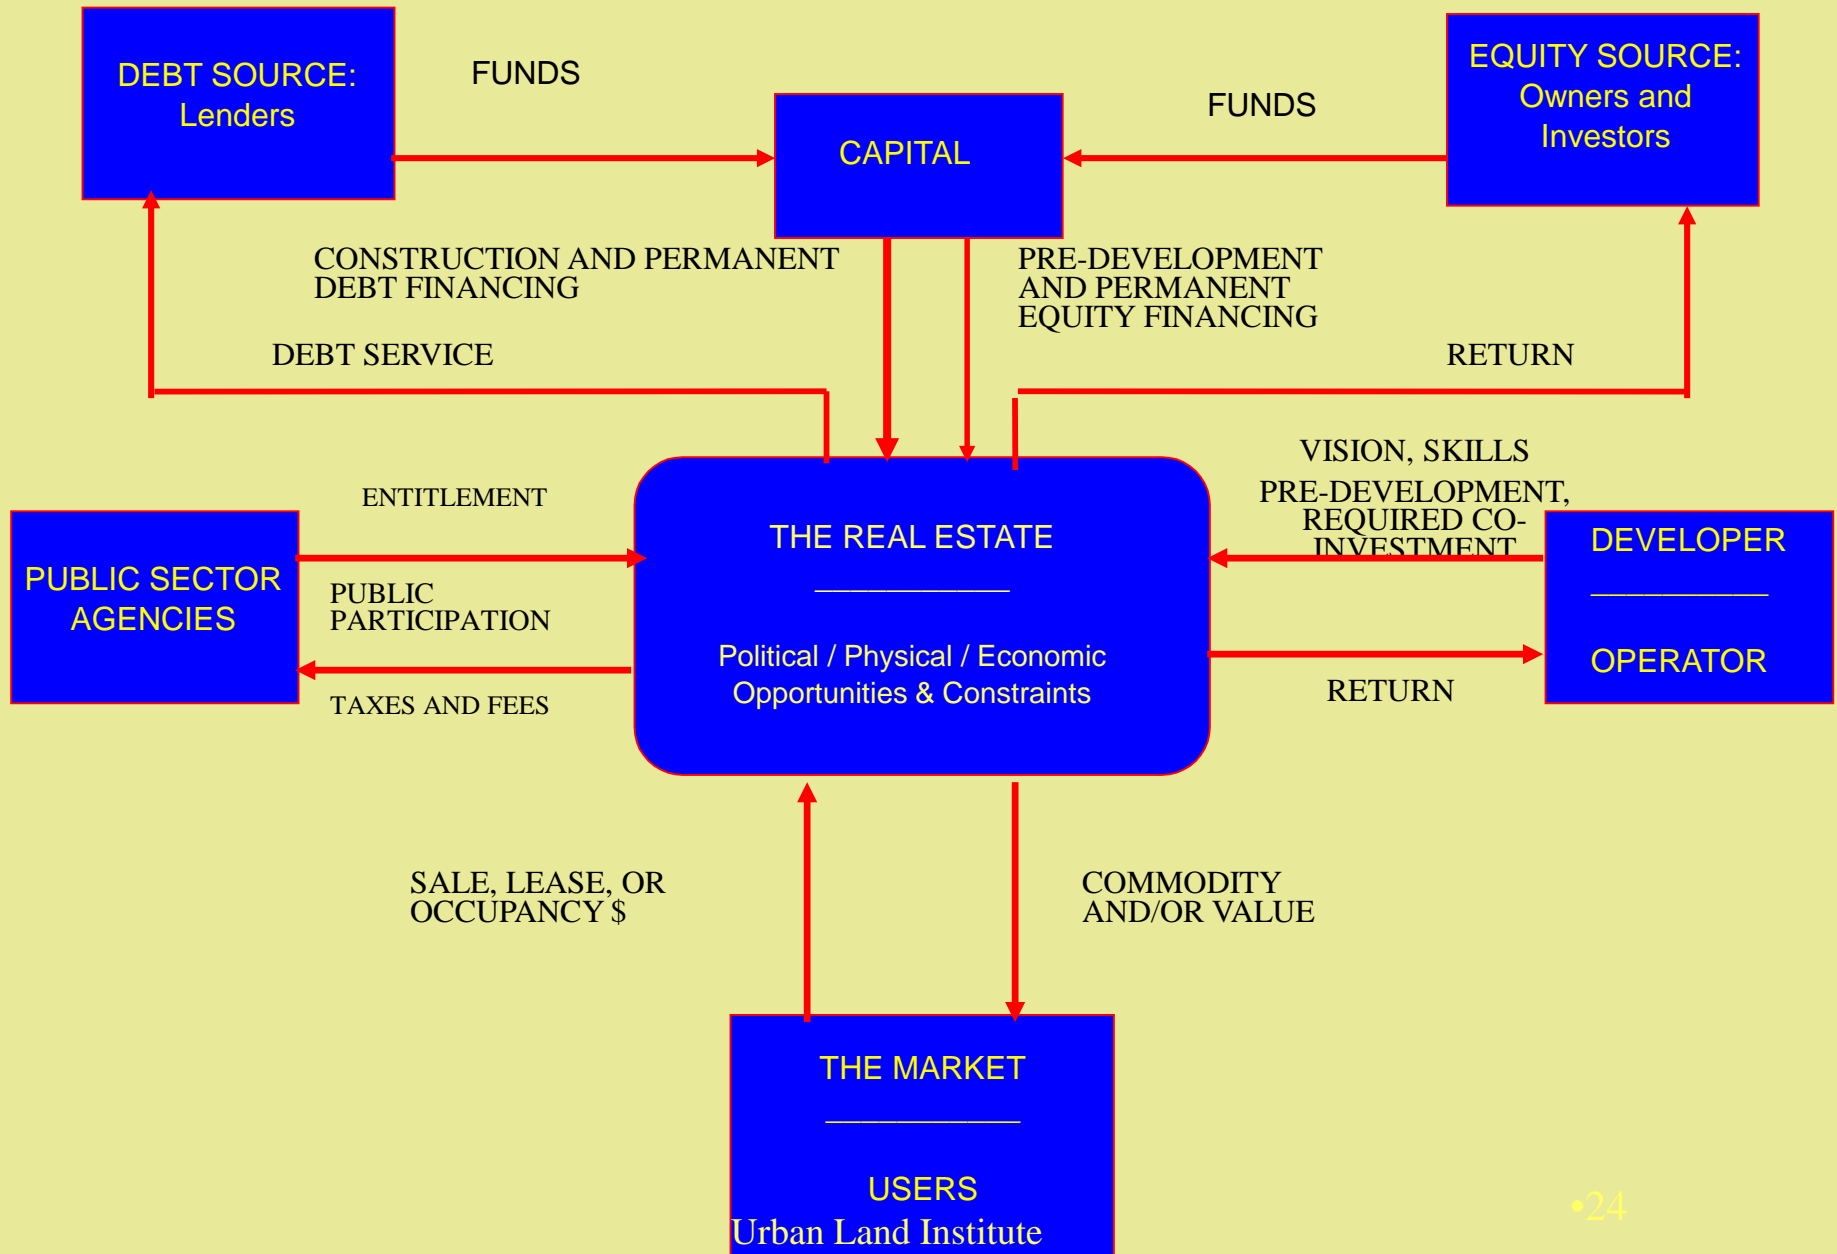 DEBT SOURCE:
Lenders
FUNDS
CAPITAL
FUNDS
EQUITY SOURCE:
Owners and
Investors
CONSTRUCTION AND PERMANENT
DEBT FINANCING
PRE-DEVELOPMENT
AND PERMANENT
EQUITY FINANCING
DEBT SERVICE
RETURN
PUBLIC SECTOR
AGENCIES
ENTITLEMENT
PUBLIC
PARTICIPATION
TAXES AND FEES
THE REAL ESTATE
___________
Political / Physical / Economic
Opportunities & Constraints
VISION, SKILLS
PRE-DEVELOPMENT,
REQUIRED CO-
INVESTMENT
RETURN
DEVELOPER
__________
OPERATOR
SALE, LEASE, OR
OCCUPANCY $
COMMODITY
AND/OR VALUE
THE MARKET
___________
USERS
Urban Land Institute
•24